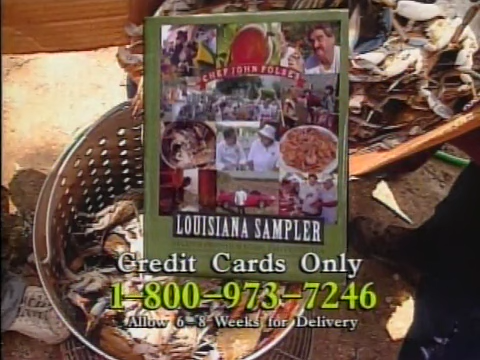 CHEF JOHN FOLSE'S
LOUISIANA SAMPLER
Credit Cards Only
1-800-973-7246
Allow 6-8 Weeks for Delivery